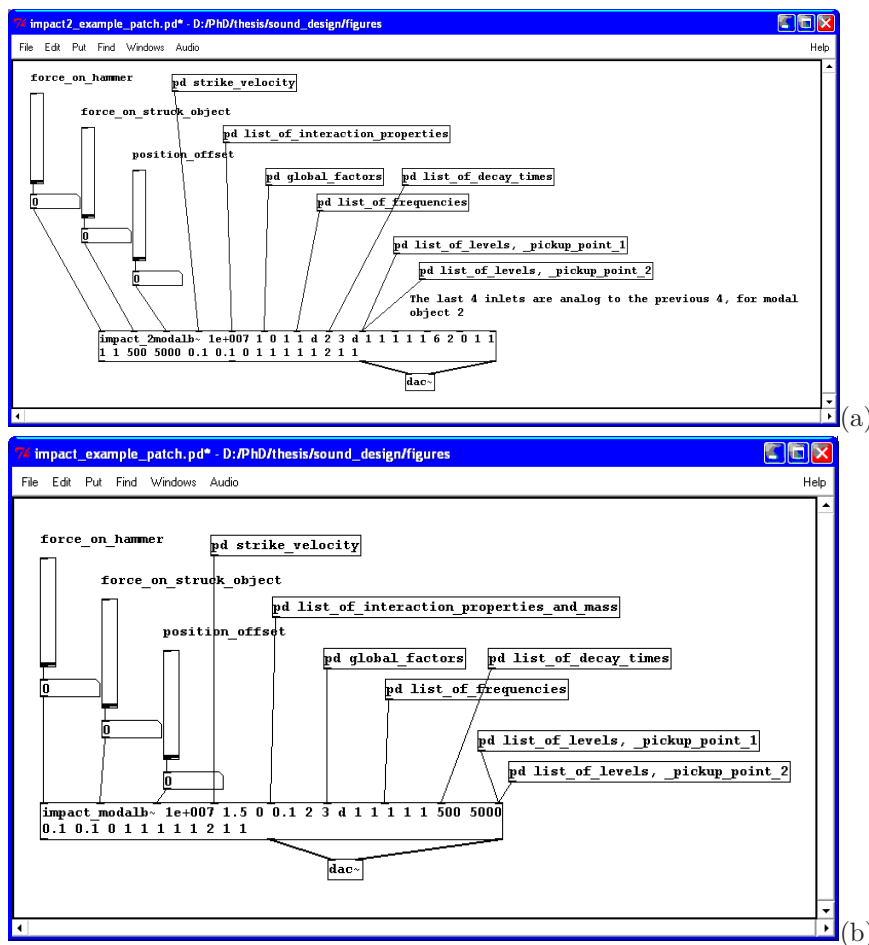 impact2_example_patch.pd* - D:/PhD/thesis/sound_design/figures
File Edit Put Find Windows Audio Help
force_on_hammer
pd strike_velocity
force_on_struck_object
pd list_of_interaction_properties
position_offset
pd global_factors
pd list_of_decay_times
0
pd list_of_frequencies
0
pd list_of_levels, _pickup_point_1
0
pd list_of_levels, _pickup_point_2
The last 4 inlets are analog to the previous 4, for modal
object 2
impact_2modalb~ 1e+007 1 0 1 1 d 2 3 d 1 1 1 1 1 6 2 0 1 1
1 1 500 5000 0.1 0.1 0 1 1 1 1 1 2 1 1
dac~
(a)
impact_example_patch.pd* - D:/PhD/thesis/sound_design/figures
File Edit Put Find Windows Audio Help
force_on_hammer
pd strike_velocity
force_on_struck_object
pd list_of_interaction_properties_and_mass
position_offset
pd global_factors
pd list_of_decay_times
0
pd list_of_frequencies
0
pd list_of_levels, _pickup_point_1
0
pd list_of_levels, _pickup_point_2
impact_modalb~ 1e+007 1.5 0 0.1 2 3 d 1 1 1 1 1 500 5000
0.1 0.1 0 1 1 1 1 1 2 1 1
dac~
(b)